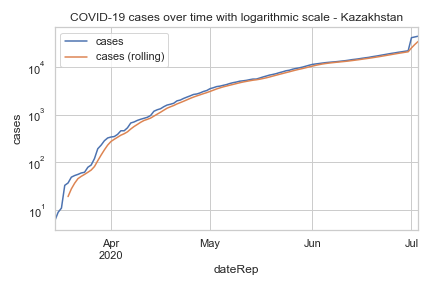 COVID-19 cases over time with logarithmic scale - Kazakhstan
cases
cases (rolling)
10⁴
10³
10²
10¹
cases
Apr
2020
May
Jun
Jul
dateRep